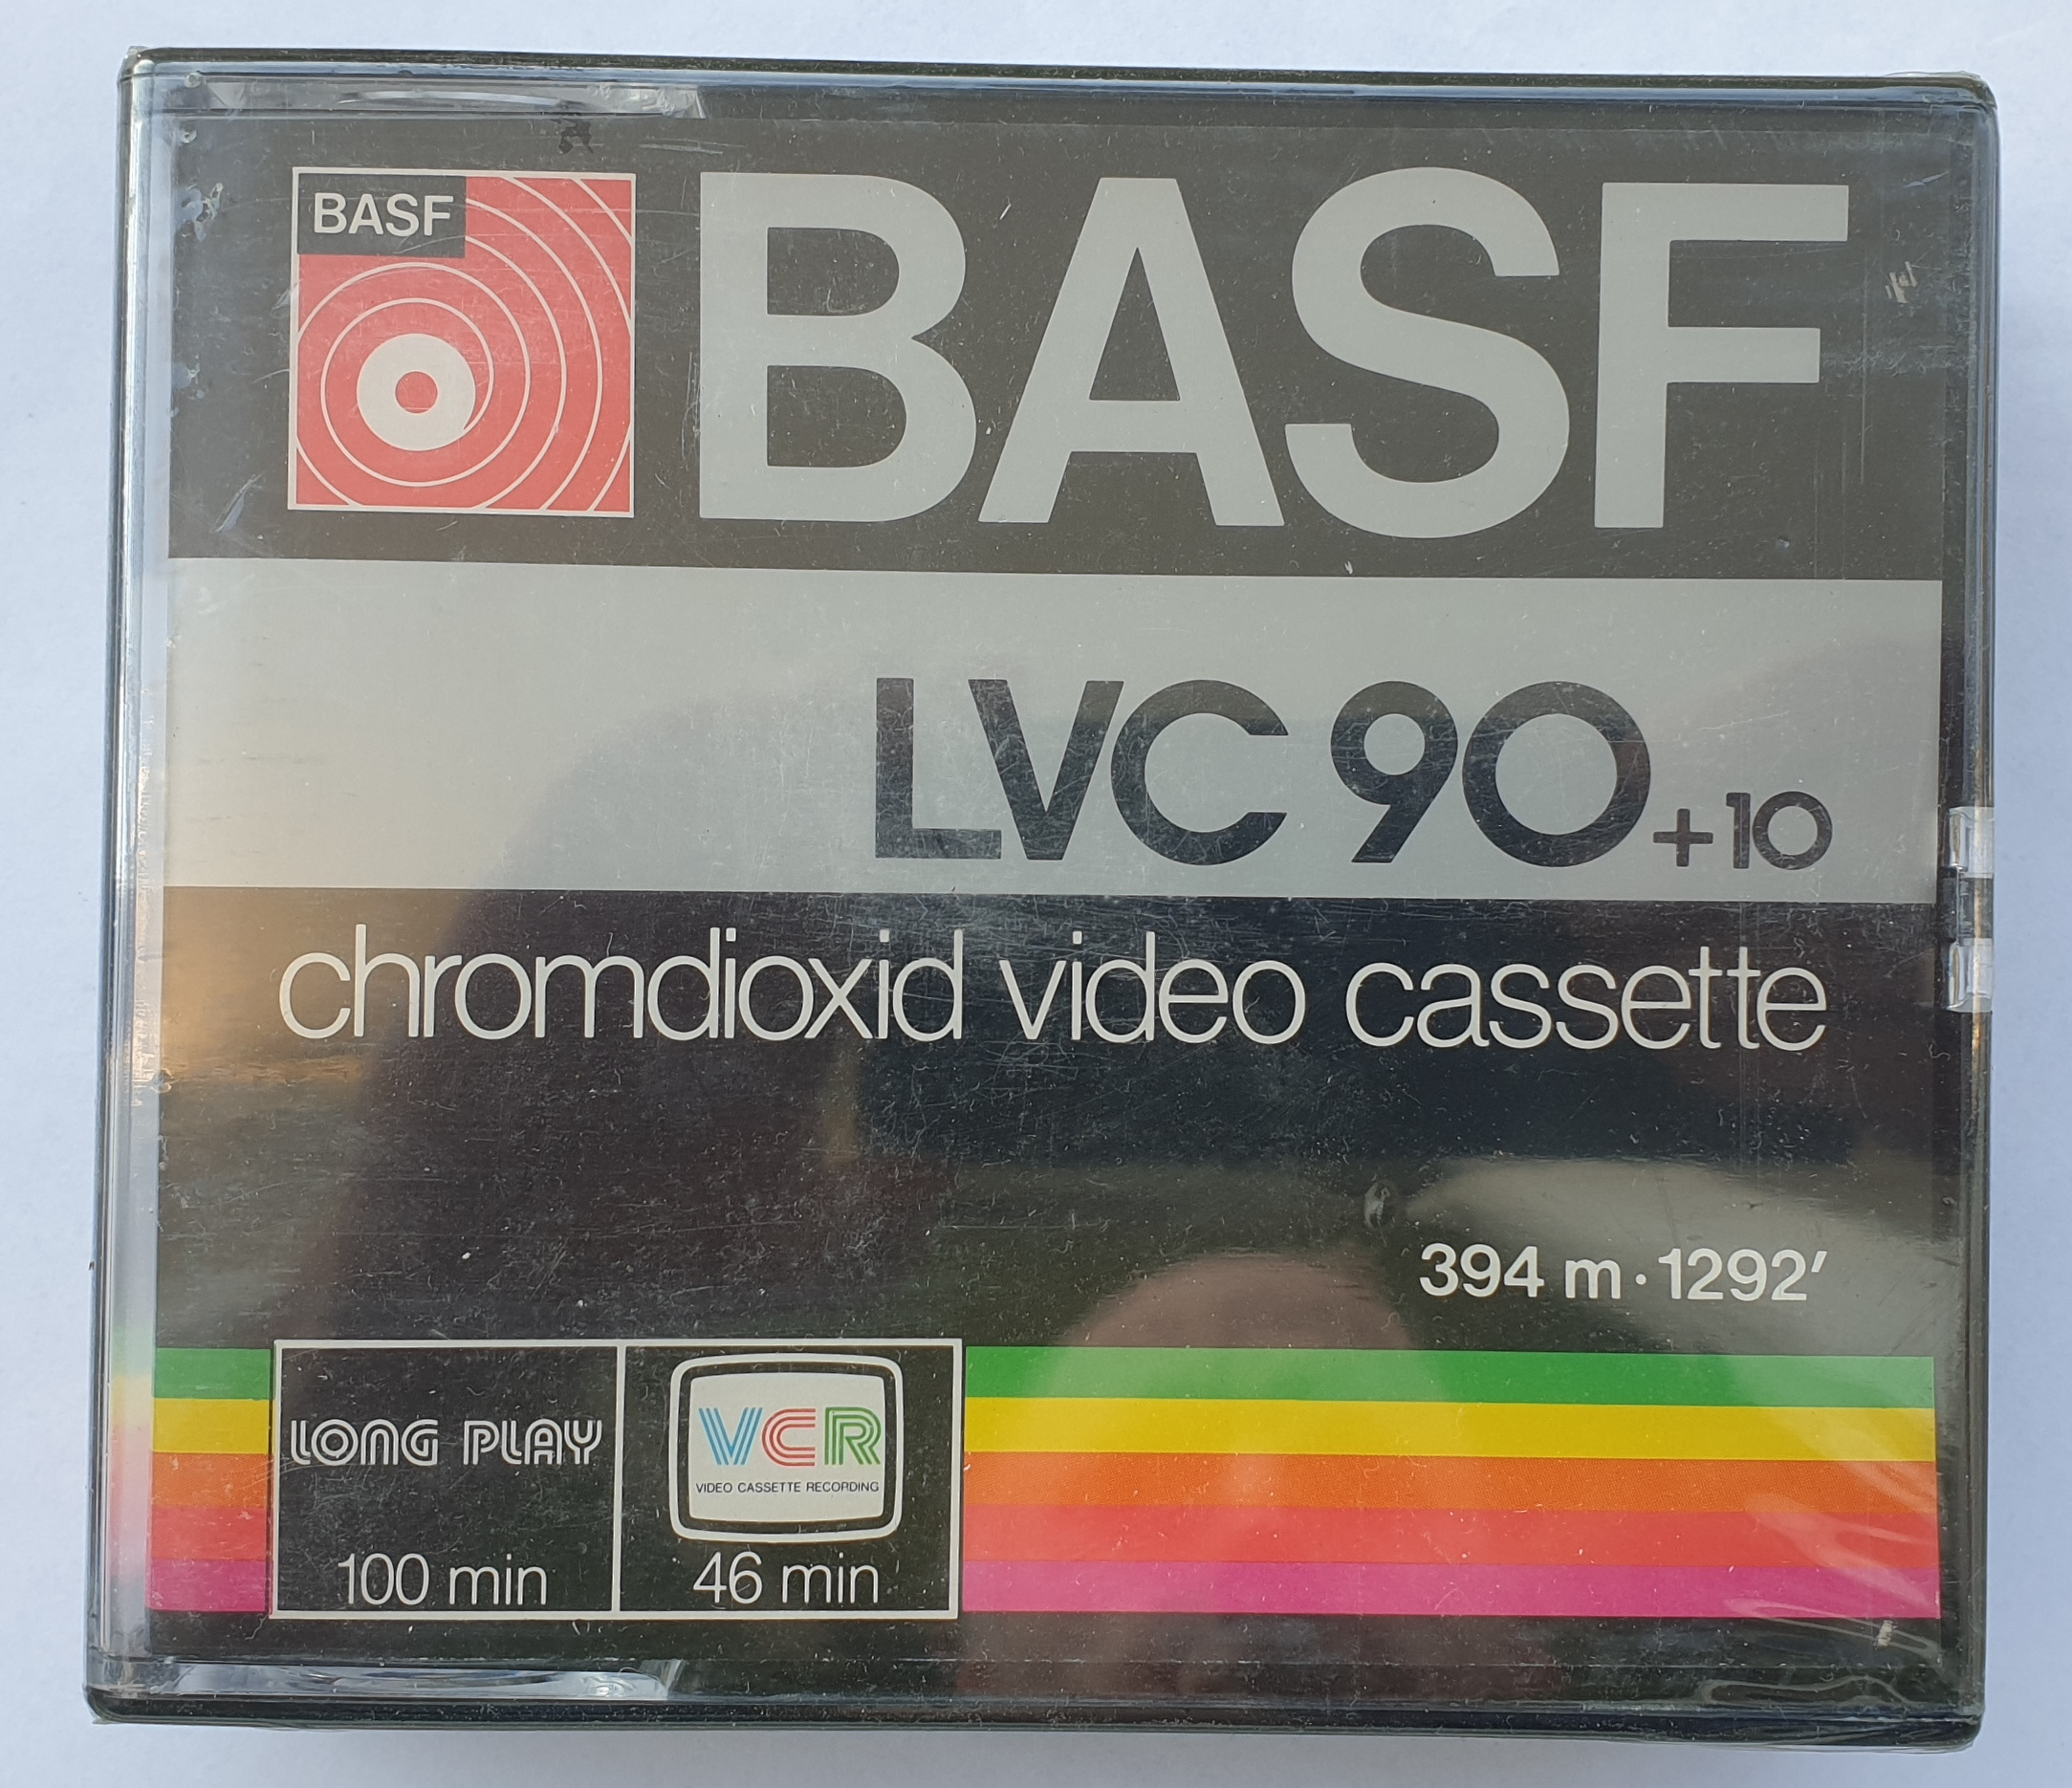 BASF
BASF
LVC 90+10
chromdioxid video cassette
394 m·1292'
LONG PLAY
100 min
VCR
VIDEO CASSETTE RECORDING
46 min